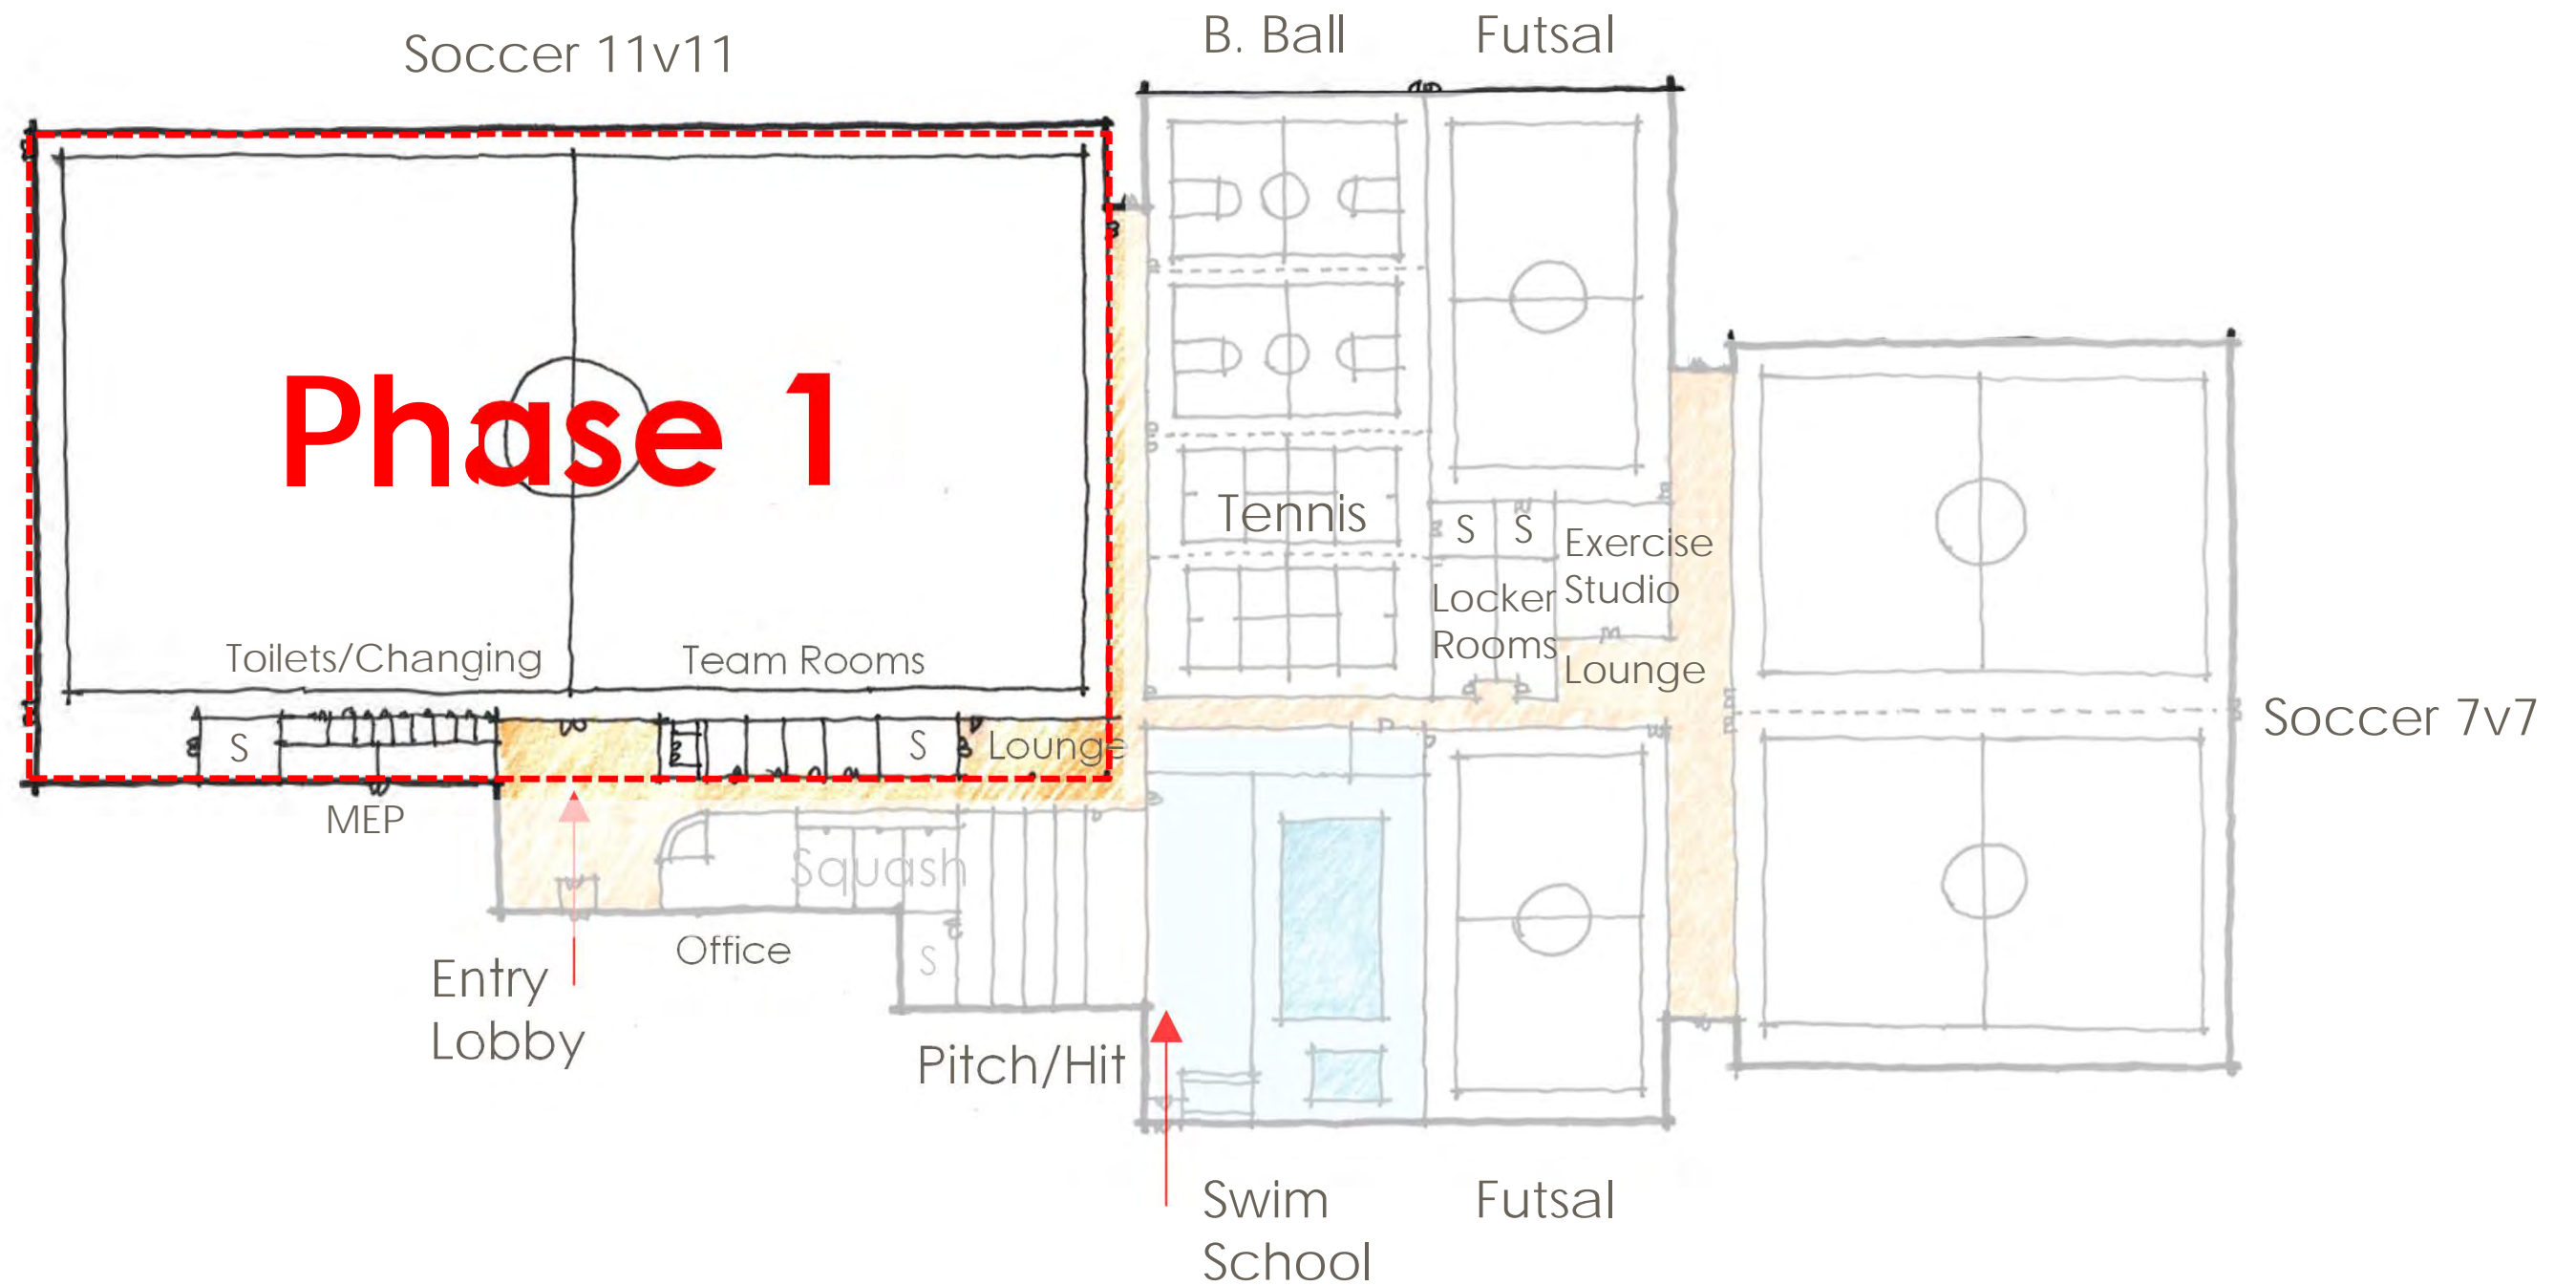 Soccer 11v11
B. Ball
Futsal
Phase 1
Tennis
S
S
Exercise
Studio
Locker
Rooms
Lounge
Toilets/Changing
Team Rooms
S
S
Lounge
Soccer 7v7
MEP
Squash
Office
S
Entry
Lobby
Pitch/Hit
Swim
School
Futsal